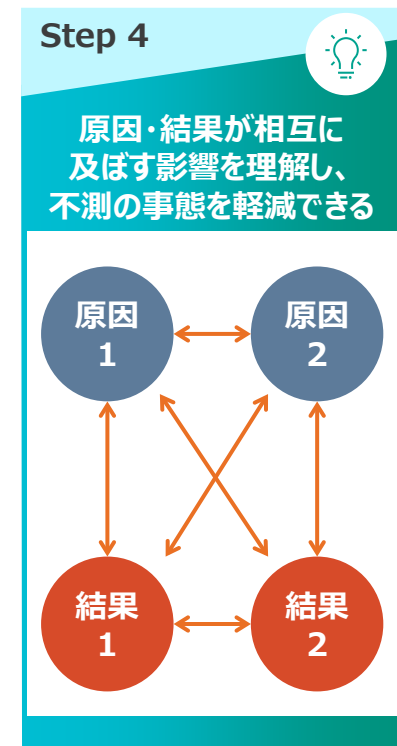 Step 4
原因・結果が相互に
及ぼす影響を理解し、
不測の事態を軽減できる
原因
1
原因
2
結果
1
結果
2